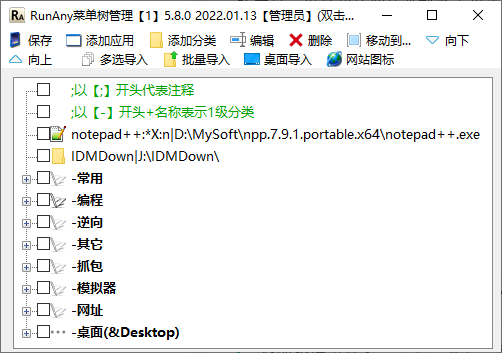 RA RunAny菜单树管理【1】5.8.0 2022.01.13【管理员】(双击...
保存 添加应用 添加分类 编辑 删除 移动到... 向下
向上 多选导入 批量导入 桌面导入 网站图标
;以【;】开头代表注程
;以【-】开头+名称表示1级分类
notepad++:*X:n|D:\MySoft\npp.7.9.1.portable.x64\notepad++.exe
IDMDown|J:\IDMDown\
-常用
-编程
-逆向
-其它
-抓包
-模拟器
-网址
-桌面(&Desktop)